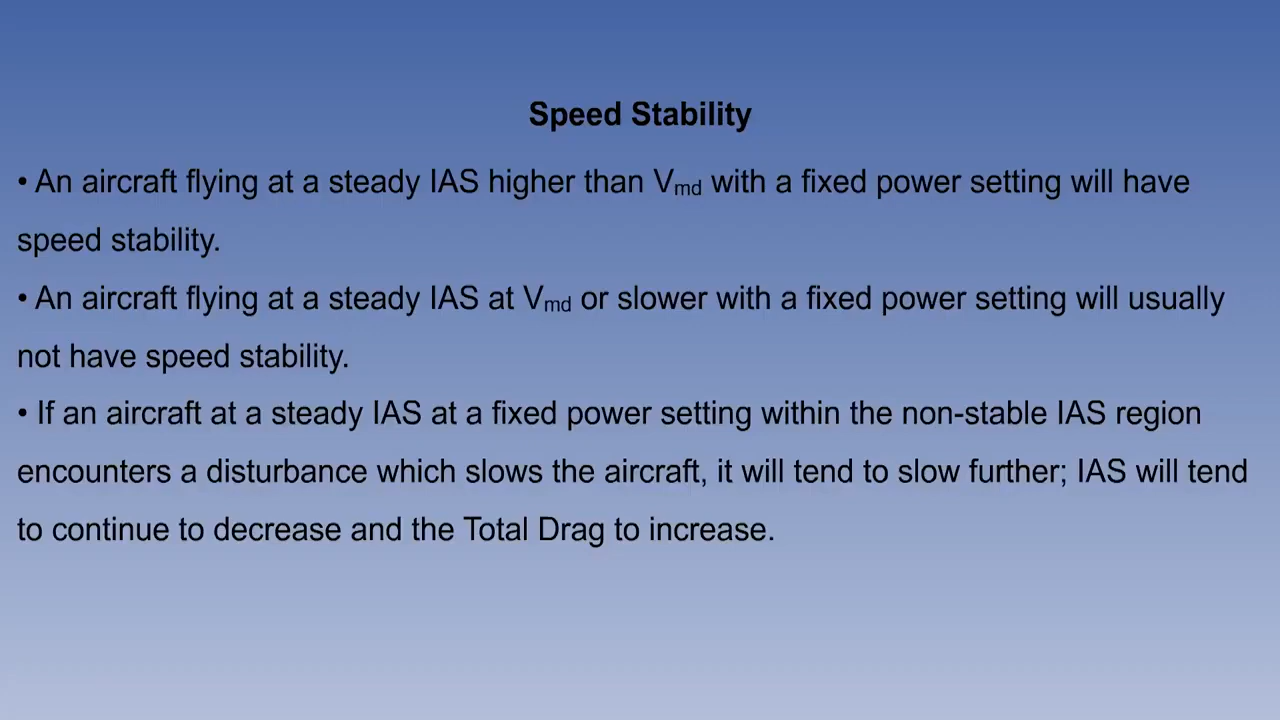 Speed Stability
• An aircraft flying at a steady IAS higher than Vmd with a fixed power setting will have
speed stability.
• An aircraft flying at a steady IAS at Vmd or slower with a fixed power setting will usually
not have speed stability.
• If an aircraft at a steady IAS at a fixed power setting within the non-stable IAS region
encounters a disturbance which slows the aircraft, it will tend to slow further; IAS will tend
to continue to decrease and the Total Drag to increase.